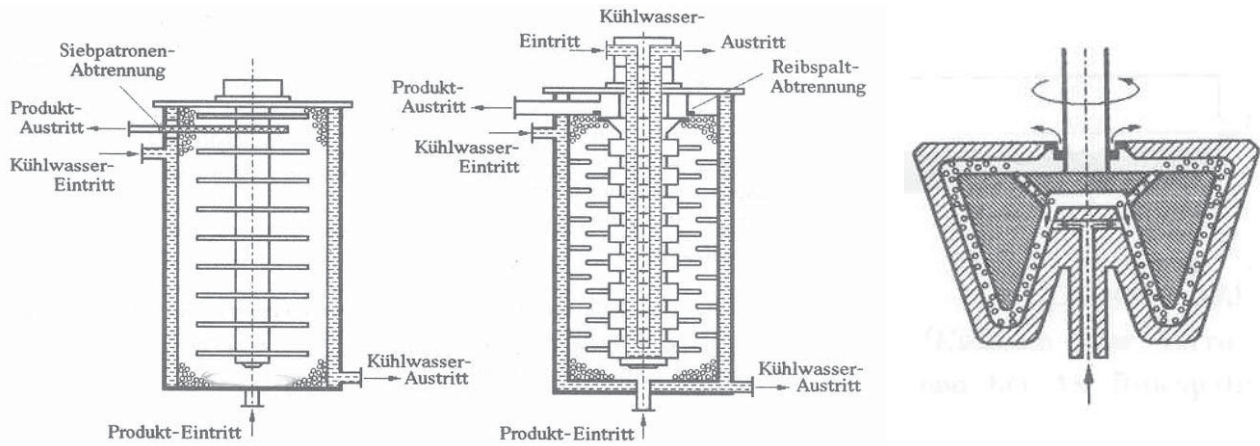 Siebpatronen-
Abtrennung
Produkt-
Austritt
Kühlwasser-
Eintritt
Kühlwasser-
Austritt
Produkt-Eintritt
Kühlwasser-
Eintritt
Austritt
Reibspalt-
Abtrennung
Produkt-
Austritt
Kühlwasser-
Eintritt
Kühlwasser-
Austritt
Produkt-Eintritt